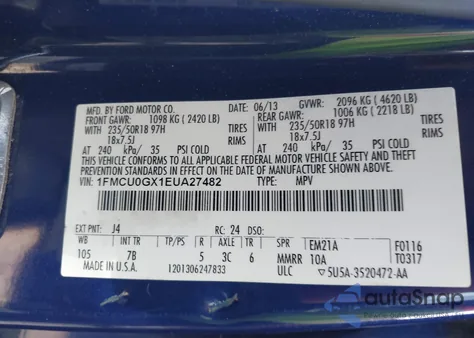 MFD. BY FORD MOTOR CO.
06/13 GVWR: 2096 KG ( 4620 LB)
FRONT GAWR: 1098 KG ( 2420 LB)
REAR GAWR: 1006 KG ( 2218 LB)
WITH 235/50R18 97H TIRES WITH 235/50R18 97H TIRES
18x7.5J RIMS 18x7.5J RIMS
AT 240 kPa/ 35 PSI COLD AT 240 kPa/ 35 PSI COLD
THIS VEHICLE CONFORMS TO ALL APPLICABLE FEDERAL MOTOR VEHICLE SAFETY, BUMPER, AND THEFT
PREVENTION STANDARDS IN EFFECT ON THE DATE OF MANUFACTURE SHOWN ABOVE.
VIN: 1FMCU0GX1EUA27482 TYPE: MPV
EXT PNT: J4 RC: 24 DSO:
WB INT TR TP/PS R AXLE TR SPR EM21A F0116
105 7B 5 3C 6 MMRR 10A T0317
MADE IN U.S.A. 1201306247833 ULC 5U5A-3520472-AA
autoSnap